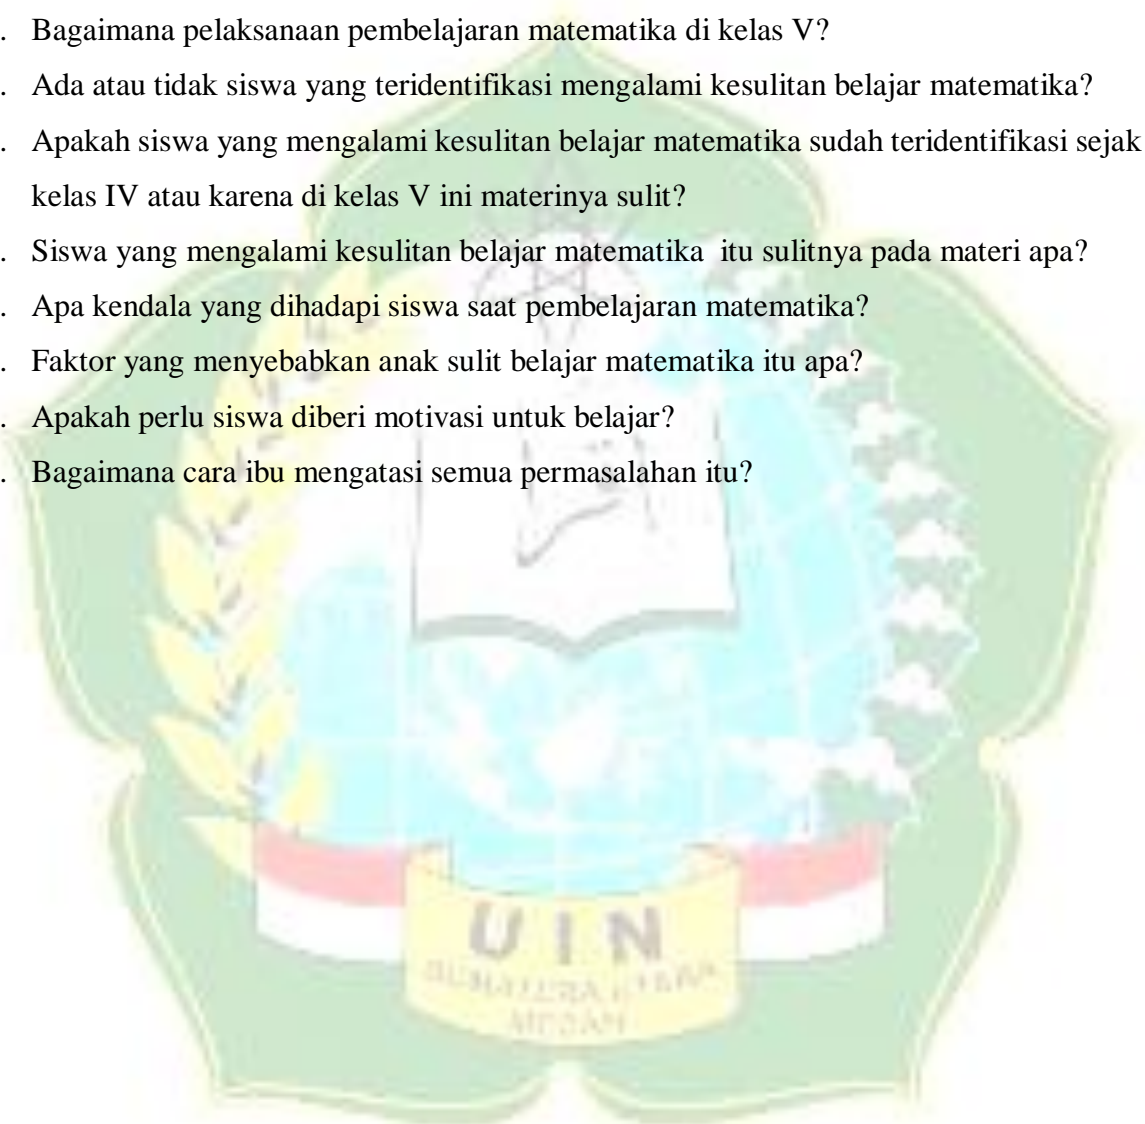 . Bagaimana pelaksanaan pembelajaran matematika di kelas V?
. Ada atau tidak siswa yang teridentifikasi mengalami kesulitan belajar matematika?
. Apakah siswa yang mengalami kesulitan belajar matematika sudah teridentifikasi sejak
kelas IV atau karena di kelas V ini materinya sulit?
. Siswa yang mengalami kesulitan belajar matematika itu sulitnya pada materi apa?
. Apa kendala yang dihadapi siswa saat pembelajaran matematika?
. Faktor yang menyebabkan anak sulit belajar matematika itu apa?
. Apakah perlu siswa diberi motivasi untuk belajar?
. Bagaimana cara ibu mengatasi semua permasalahan itu?
UIN
SUMATERA UTARA
MEDAN